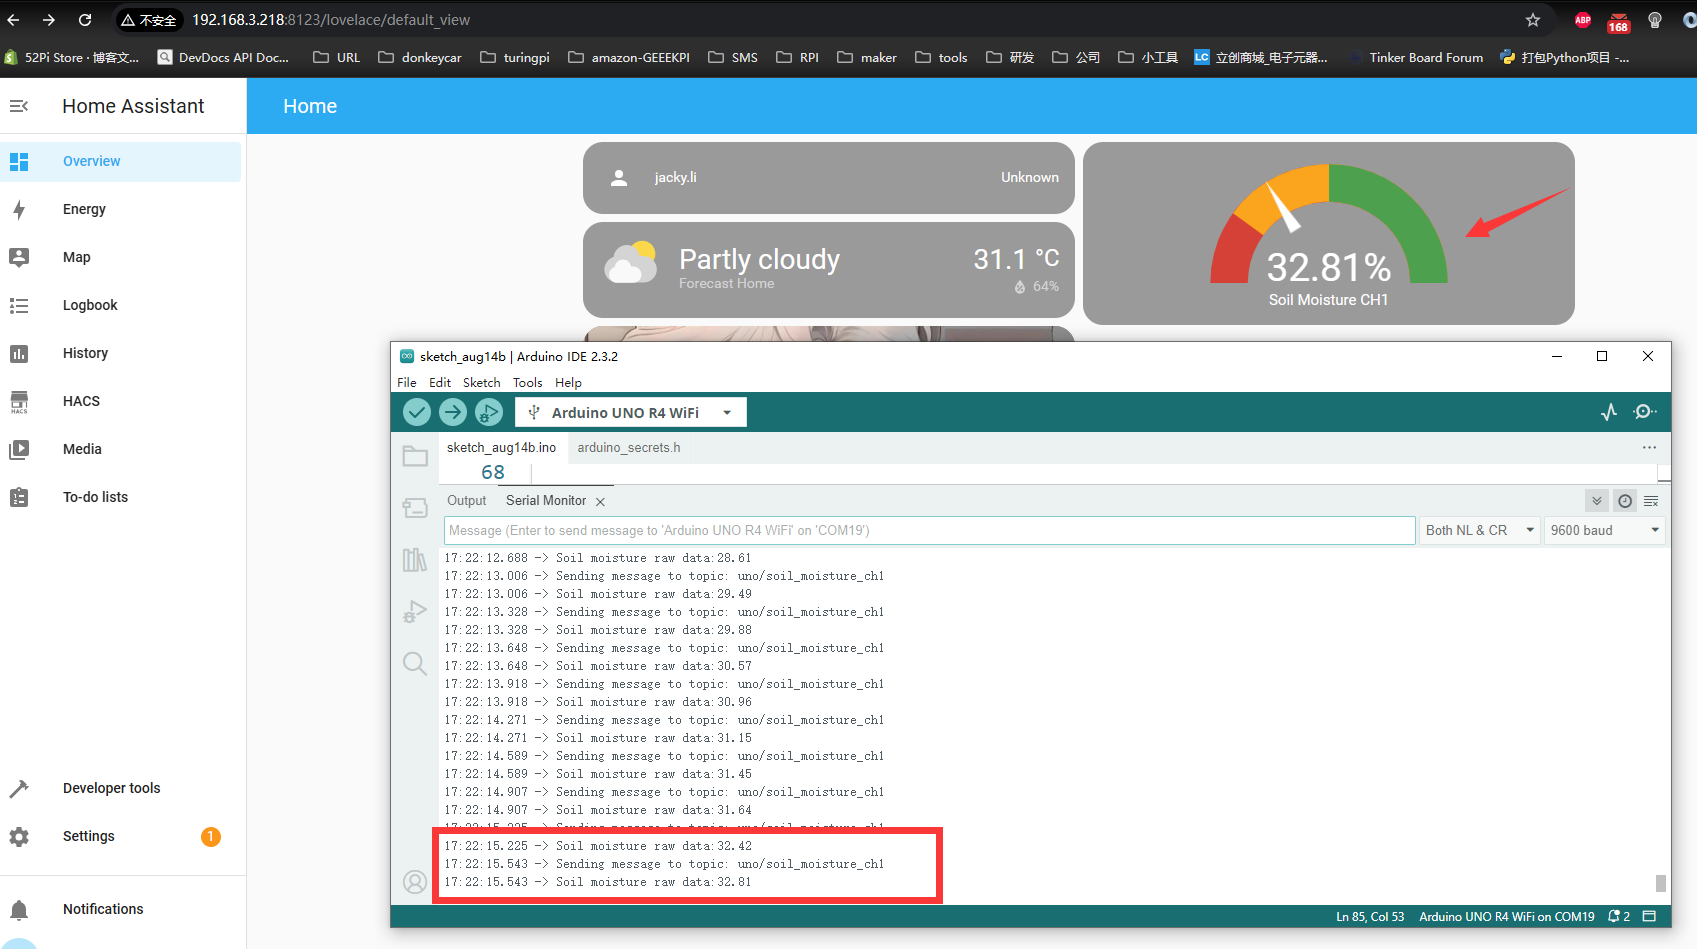 不安全 192.168.3.218:8123/lovelace/default_view ABP 168
52Pi Store · 博客文... DevDocs API Doc... URL donkeycar turingpi amazon-GEEEKPI SMS RPI maker tools 研发 公司 小工具 LC 立创商城_电子元器... Tinker Board Forum 打包Python项目 -...
Home Assistant
Home
Overview
Energy
Map
Logbook
History
HACS
HACS
Media
To-do lists
Developer tools
Settings 1
Notifications
jacky.li Unknown
Partly cloudy 31.1 °C
Forecast Home 64%
32.81%
Soil Moisture CH1
sketch_aug14b | Arduino IDE 2.3.2
File Edit Sketch Tools Help
Arduino UNO R4 WiFi
sketch_aug14b.ino arduino_secrets.h
68
Output Serial Monitor
Message (Enter to send message to 'Arduino UNO R4 WiFi' on 'COM19') Both NL & CR 9600 baud
17:22:12.688 -> Soil moisture raw data:28.61
17:22:13.006 -> Sending message to topic: uno/soil_moisture_ch1
17:22:13.006 -> Soil moisture raw data:29.49
17:22:13.328 -> Sending message to topic: uno/soil_moisture_ch1
17:22:13.328 -> Soil moisture raw data:29.88
17:22:13.648 -> Sending message to topic: uno/soil_moisture_ch1
17:22:13.648 -> Soil moisture raw data:30.57
17:22:13.918 -> Sending message to topic: uno/soil_moisture_ch1
17:22:13.918 -> Soil moisture raw data:30.96
17:22:14.271 -> Sending message to topic: uno/soil_moisture_ch1
17:22:14.271 -> Soil moisture raw data:31.15
17:22:14.589 -> Sending message to topic: uno/soil_moisture_ch1
17:22:14.589 -> Soil moisture raw data:31.45
17:22:14.907 -> Sending message to topic: uno/soil_moisture_ch1
17:22:14.907 -> Soil moisture raw data:31.64
17:22:15.225 -> Sending message to topic: uno/soil_moisture_ch1
17:22:15.225 -> Soil moisture raw data:32.42
17:22:15.543 -> Sending message to topic: uno/soil_moisture_ch1
17:22:15.543 -> Soil moisture raw data:32.81
Ln 85, Col 53 Arduino UNO R4 WiFi on COM19 2